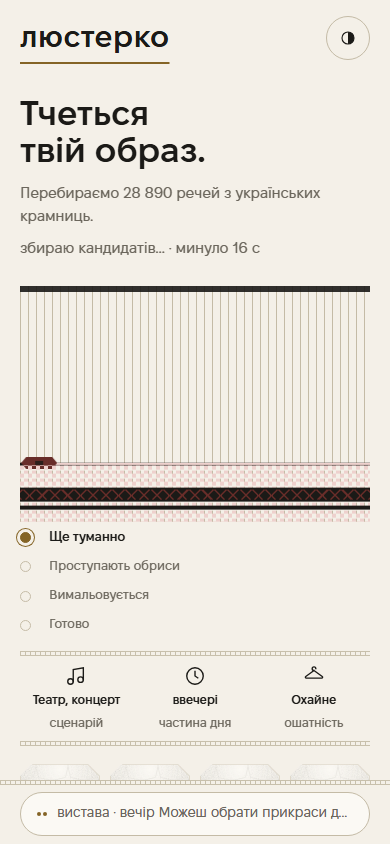 люстерко
Тчеться
твій образ.
Перебираємо 28 890 речей з українських
крамниць.
збираю кандидатів... · минуло 16 с
Ще туманно
Проступають обриси
Вимальовується
Готово
Театр, концерт
сценарій
ввечері
частина дня
Охайне
ошатність
вистава · вечір Можеш обрати прикраси д...